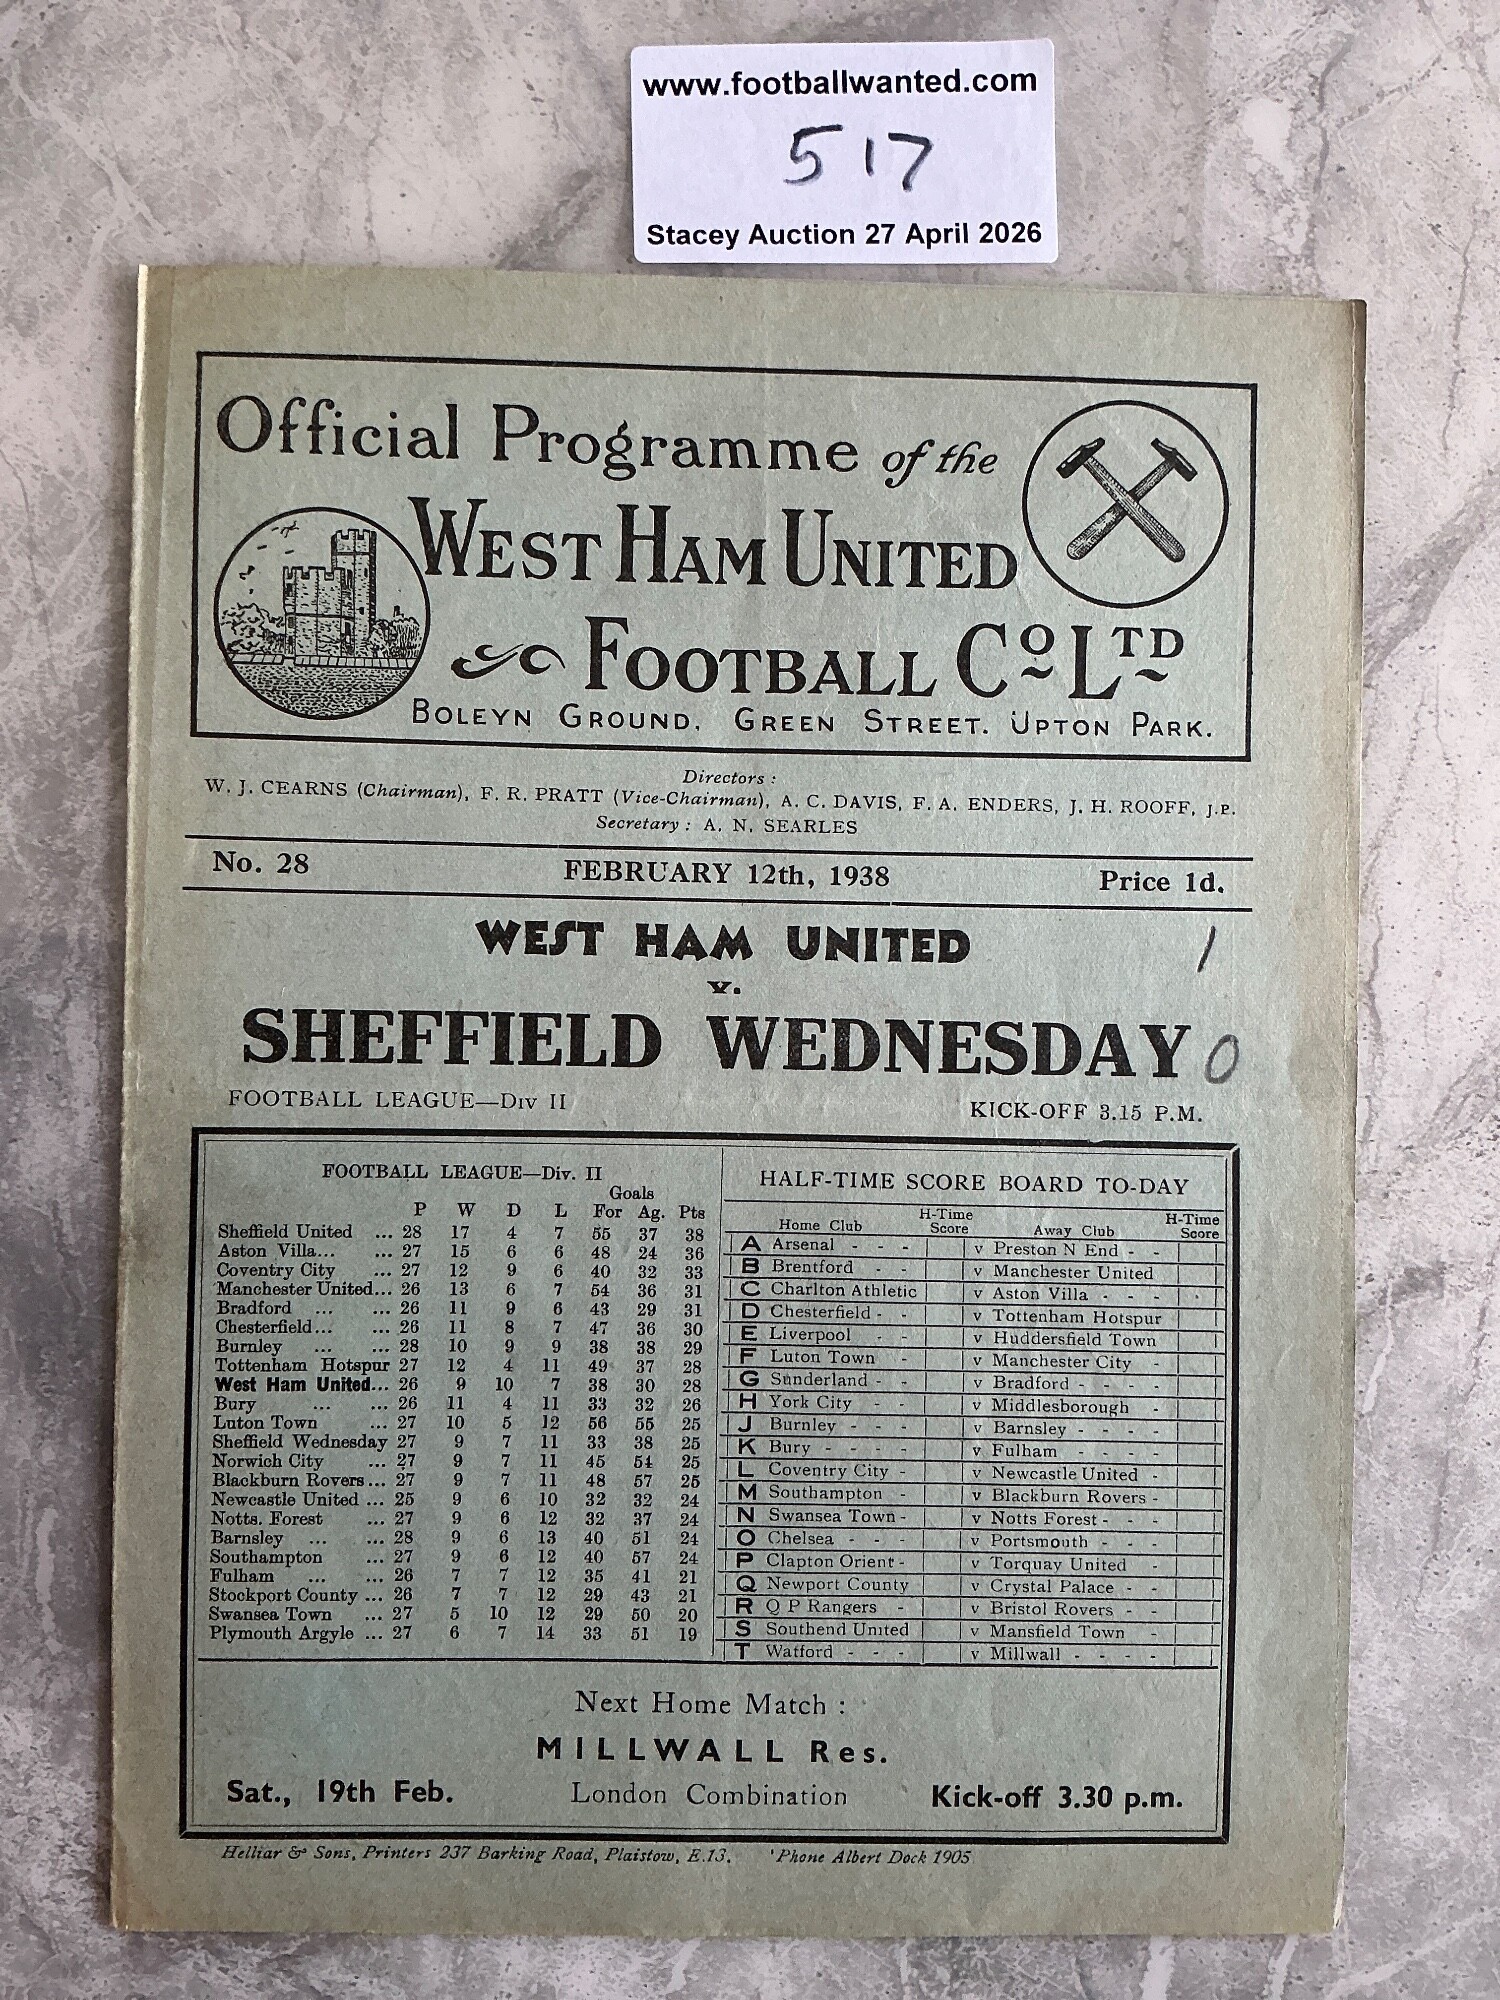 www.footballwanted.com
517
Stacey Auction 27 April 2026
Official Programme of the
WEST HAM UNITED
FOOTBALL Co LTD
BOLEYN GROUND. GREEN STREET. UPTON PARK.
Directors :
W. J. CEARNS (Chairman), F. R. PRATT (Vice-Chairman), A. C. DAVIS, F. A. ENDERS, J. H. ROOFF, J.P.
Secretary : A. N. SEARLES
No. 28 FEBRUARY 12th, 1938 Price 1d.
WEST HAM UNITED 1
v.
SHEFFIELD WEDNESDAY 0
FOOTBALL LEAGUE—Div II KICK-OFF 3.15 P.M.
FOOTBALL LEAGUE—Div. II
Goals
P W D L For Ag. Pts
Sheffield United ... 28 17 4 7 55 37 38
Aston Villa... ... 27 15 6 6 48 24 36
Coventry City ... 27 12 9 6 40 32 33
Manchester United... 26 13 6 7 54 36 31
Bradford ... ... 26 11 9 6 43 29 31
Chesterfield... ... 26 11 8 7 47 36 30
Burnley ... ... 28 10 9 9 38 38 29
Tottenham Hotspur 27 12 4 11 49 37 28
West Ham United... 26 9 10 7 38 30 28
Bury ... ... 26 11 4 11 33 32 26
Luton Town ... 27 10 5 12 56 55 25
Sheffield Wednesday 27 9 7 11 33 38 25
Norwich City ... 27 9 7 11 45 54 25
Blackburn Rovers... 27 9 7 11 48 57 25
Newcastle United ... 25 9 6 10 32 32 24
Notts. Forest ... 27 9 6 12 32 37 24
Barnsley ... ... 28 9 6 13 40 51 24
Southampton ... 27 9 6 12 40 57 24
Fulham ... ... 26 7 7 12 35 41 21
Stockport County ... 26 7 7 12 29 43 21
Swansea Town ... 27 5 10 12 29 50 20
Plymouth Argyle ... 27 6 7 14 33 51 19
HALF-TIME SCORE BOARD TO-DAY
Home Club H-Time Score Away Club H-Time Score
A Arsenal - - - v Preston N End - -
B Brentford - - v Manchester United
C Charlton Athletic v Aston Villa - - -
D Chesterfield - - v Tottenham Hotspur
E Liverpool - - v Huddersfield Town
F Luton Town - v Manchester City -
G Sunderland - - v Bradford - - - -
H York City - - v Middlesborough -
J Burnley - - - v Barnsley - - - -
K Bury - - - - v Fulham - - - -
L Coventry City - v Newcastle United -
M Southampton - v Blackburn Rovers -
N Swansea Town - v Notts Forest - - -
O Chelsea - - - v Portsmouth - - -
P Clapton Orient - v Torquay United -
Q Newport County v Crystal Palace - -
R Q P Rangers - v Bristol Rovers - -
S Southend United v Mansfield Town -
T Watford - - - v Millwall - - - -
Next Home Match :
MILLWALL Res.
Sat., 19th Feb. London Combination Kick-off 3.30 p.m.
Helliar & Sons, Printers 237 Barking Road, Plaistow, E.13. 'Phone Albert Dock 1905